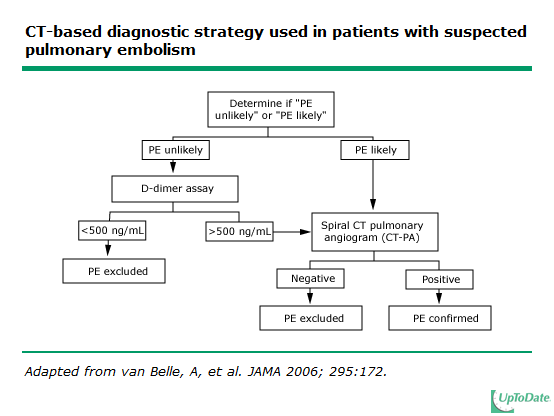 CT-based diagnostic strategy used in patients with suspected
pulmonary embolism
Determine if "PE
unlikely" or "PE likely"
PE unlikely
PE likely
D-dimer assay
<500 ng/mL
>500 ng/mL
Spiral CT pulmonary
angiogram (CT-PA)
PE excluded
Negative
Positive
PE excluded
PE confirmed
Adapted from van Belle, A, et al. JAMA 2006; 295:172.
UpToDate